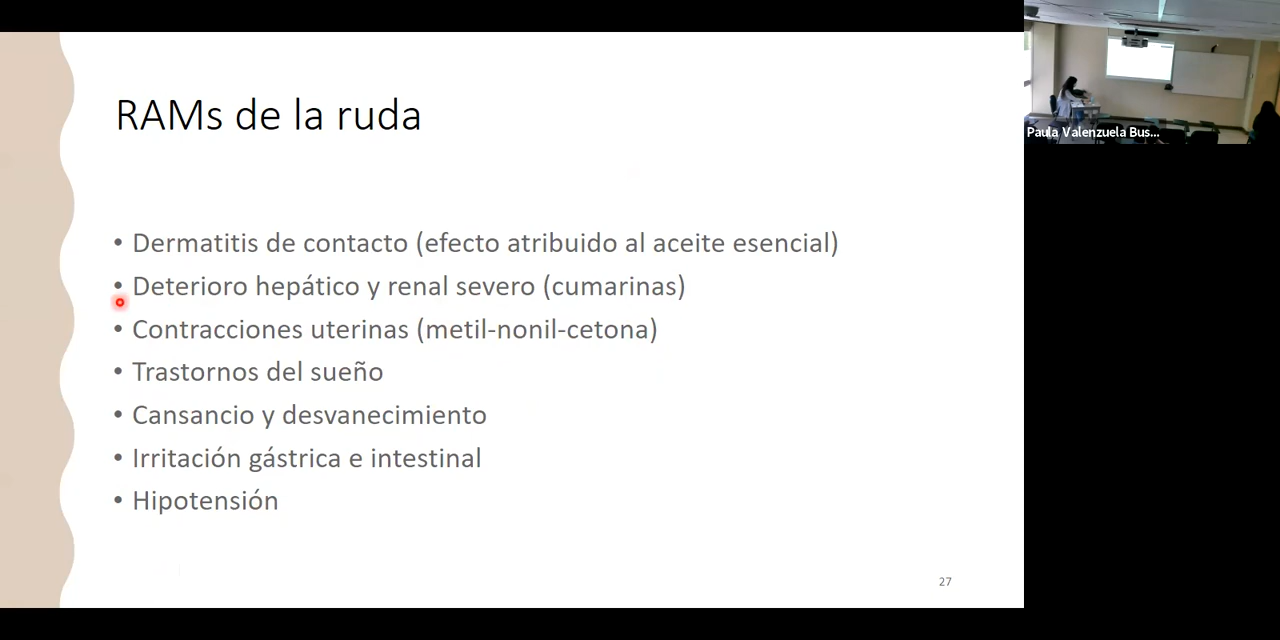 RAMs de la ruda
• Dermatitis de contacto (efecto atribuido al aceite esencial)
• Deterioro hepático y renal severo (cumarinas)
• Contracciones uterinas (metil-nonil-cetona)
• Trastornos del sueño
• Cansancio y desvanecimiento
• Irritación gástrica e intestinal
• Hipotensión
27
Paula Valenzuela Bus...